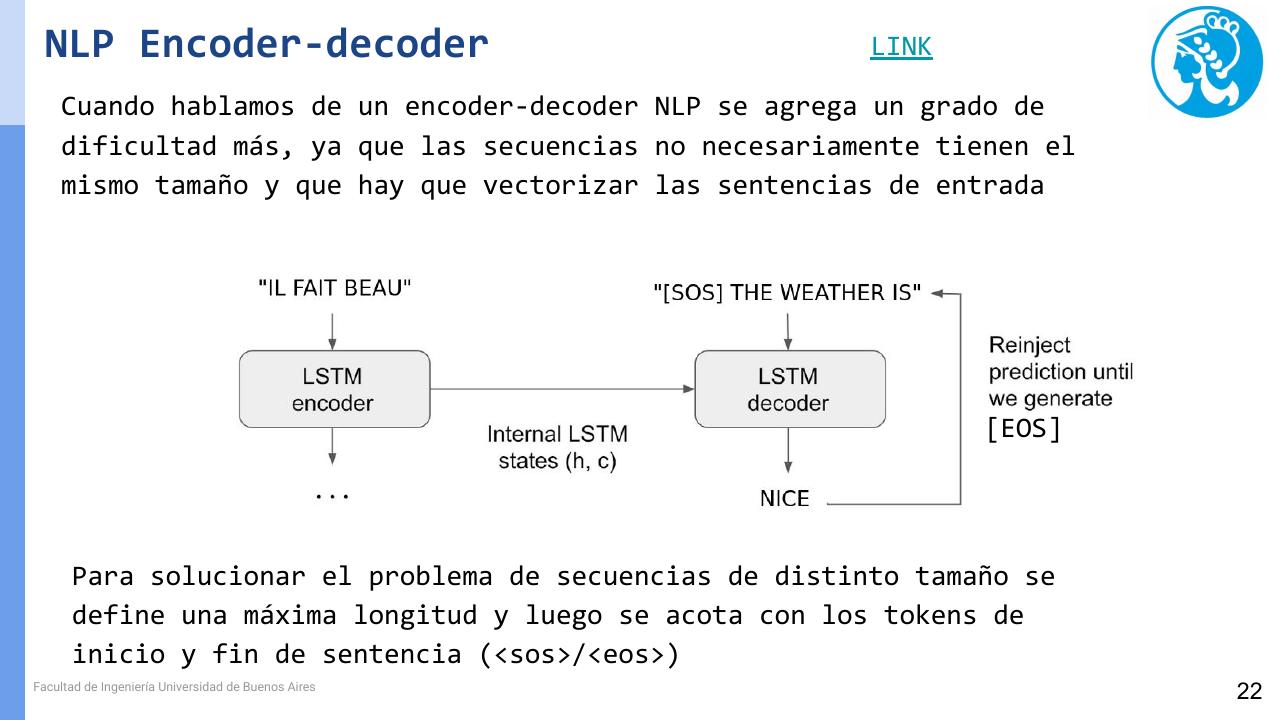 NLP Encoder-decoder
LINK
Cuando hablamos de un encoder-decoder NLP se agrega un grado de
dificultad más, ya que las secuencias no necesariamente tienen el
mismo tamaño y que hay que vectorizar las sentencias de entrada
"IL FAIT BEAU"
"[SOS] THE WEATHER IS"
LSTM
encoder
LSTM
decoder
Reinject
prediction until
we generate
[EOS]
Internal LSTM
states (h, c)
...
NICE
Para solucionar el problema de secuencias de distinto tamaño se
define una máxima longitud y luego se acota con los tokens de
inicio y fin de sentencia (<sos>/<eos>)
Facultad de Ingeniería Universidad de Buenos Aires
22